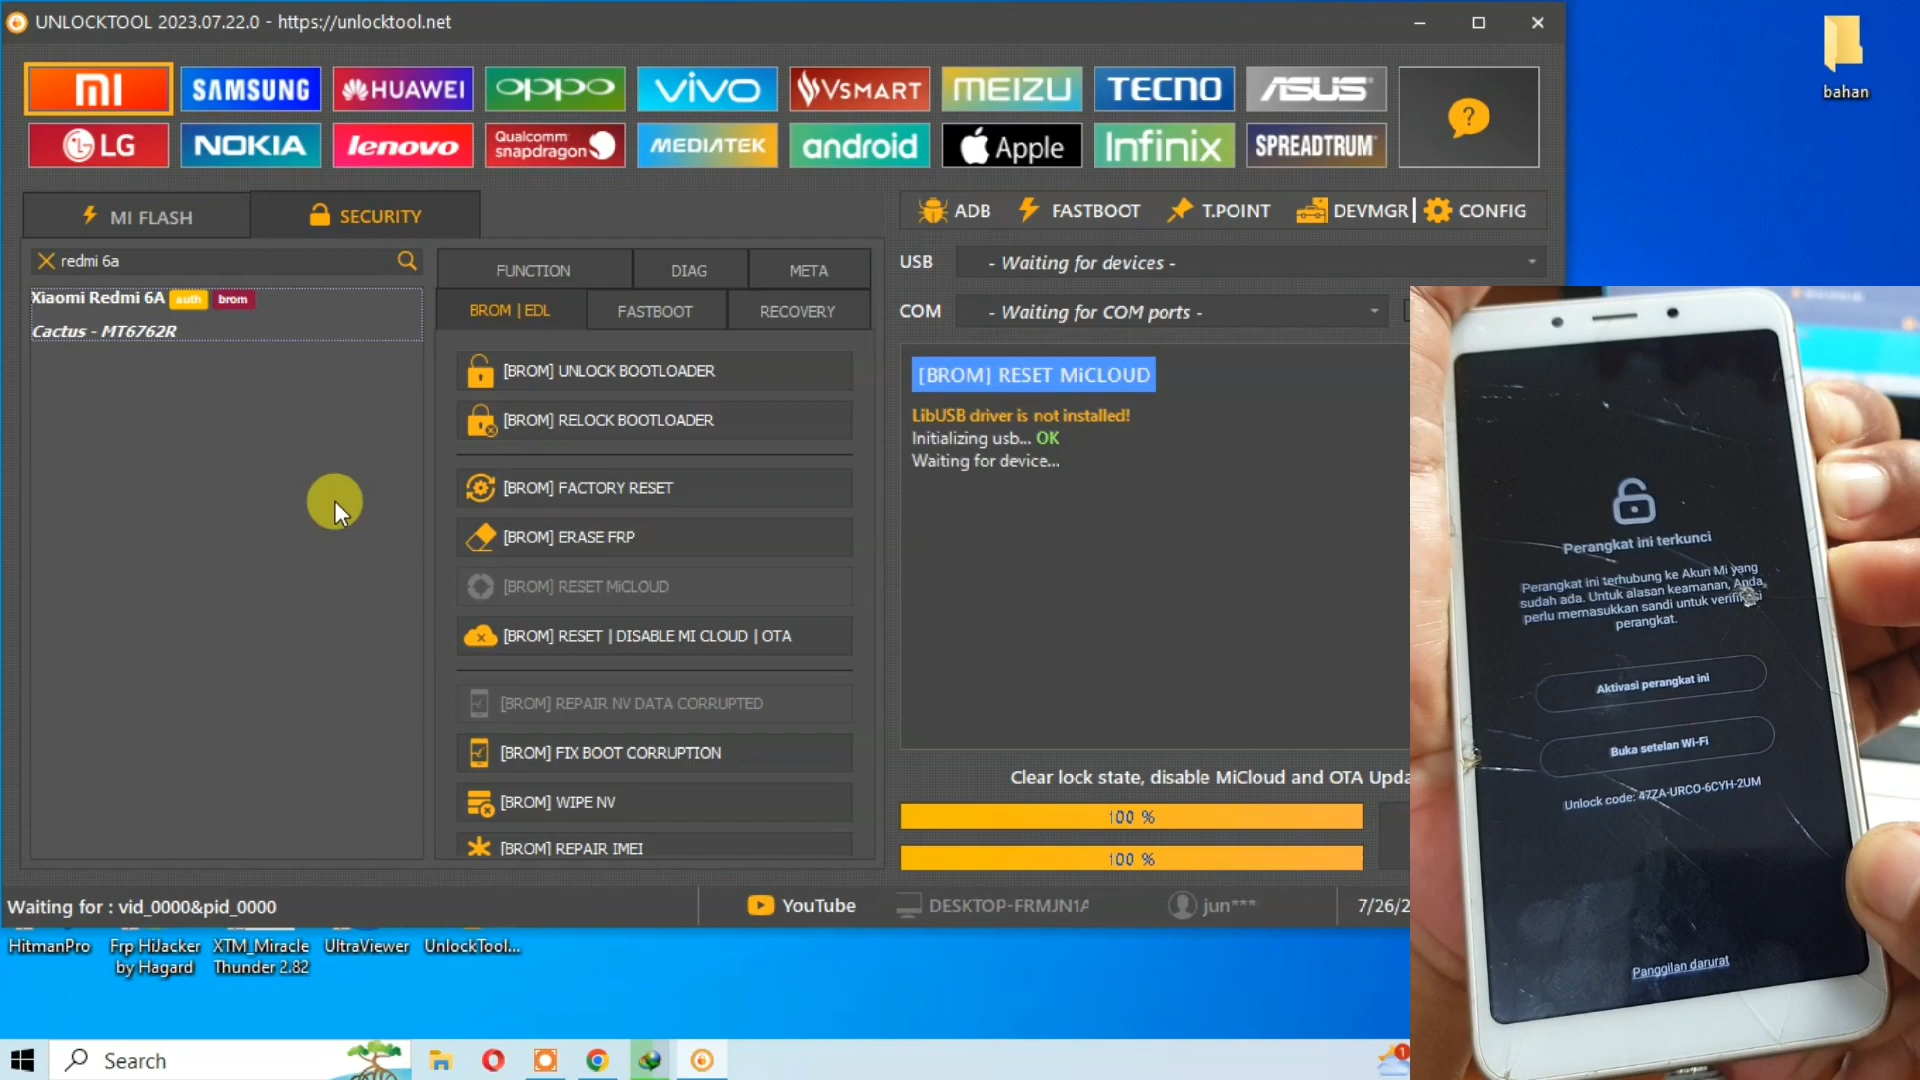 UNLOCKTOOL 2023.07.22.0 - https://unlocktool.net
mi SAMSUNG HUAWEI oppo vivo VSMART MEIZU TECNO ASUS
LG NOKIA lenovo Qualcomm snapdragon MEDIATEK android Apple Infinix SPREADTRUM
?
MI FLASH SECURITY
ADB FASTBOOT T.POINT DEVMGR CONFIG
redmi 6a
Xiaomi Redmi 6A auth brom
Cactus - MT6762R
FUNCTION DIAG META
BROM | EDL FASTBOOT RECOVERY
[BROM] UNLOCK BOOTLOADER
[BROM] RELOCK BOOTLOADER
[BROM] FACTORY RESET
[BROM] ERASE FRP
[BROM] RESET MiCLOUD
[BROM] RESET | DISABLE MI CLOUD | OTA
[BROM] REPAIR NV DATA CORRUPTED
[BROM] FIX BOOT CORRUPTION
[BROM] WIPE NV
[BROM] REPAIR IMEI
USB - Waiting for devices -
COM - Waiting for COM ports -
[BROM] RESET MiCLOUD
LibUSB driver is not installed!
Initializing usb... OK
Waiting for device...
Clear lock state, disable MiCloud and OTA Upda
100 %
100 %
Waiting for : vid_0000&pid_0000
YouTube
DESKTOP-FRMJN1A
jun***
7/26/2
bahan
Perangkat ini terkunci
Perangkat ini terhubung ke Akun Mi yang
sudah ada. Untuk alasan keamanan, Anda
perlu memasukkan sandi untuk verifikasi
perangkat.
Aktivasi perangkat ini
Buka setelan Wi-Fi
Unlock code: 47ZA-URCO-6CYH-2UM
Panggilan darurat
HitmanPro
Frp HiJacker
by Hagard
XTM_Miracle
Thunder 2.82
UltraViewer
UnlockTool...
Search
1